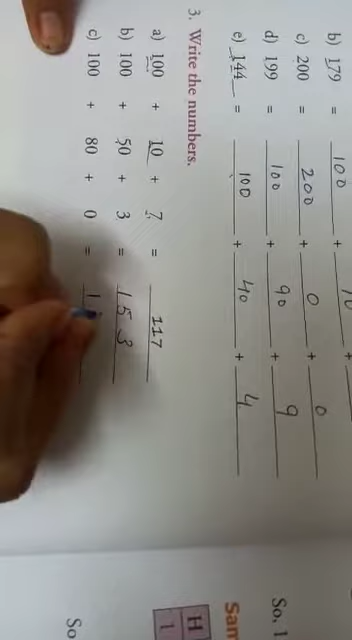 b) 179 = 100 +
c) 200 = 200 + 0 + 0
d) 199 = 100 + 90 + 9
e) 144 = 100 + 40 + 4
3. Write the numbers.
a) 100 + 10 + 7 = 117
b) 100 + 50 + 3 = 153
c) 100 + 80 + 0 = 1
So, 1
San
H
1
So